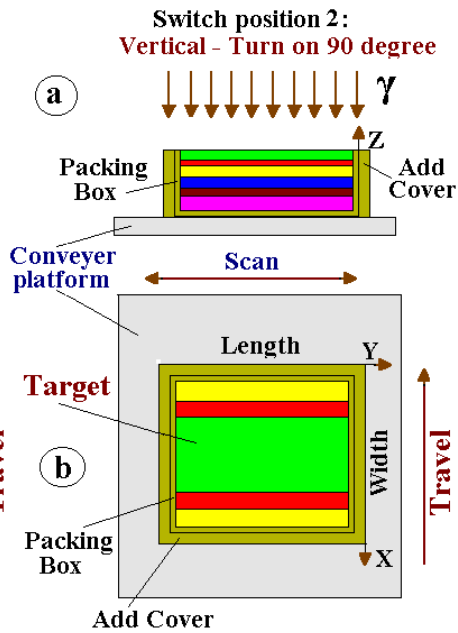 Switch position 2:
Vertical - Turn on 90 degree
a
γ
Z
Packing
Box
Add
Cover
Conveyer
platform
Scan
Length
Y
Target
Width
Travel
Travel
b
Packing
Box
X
Add Cover